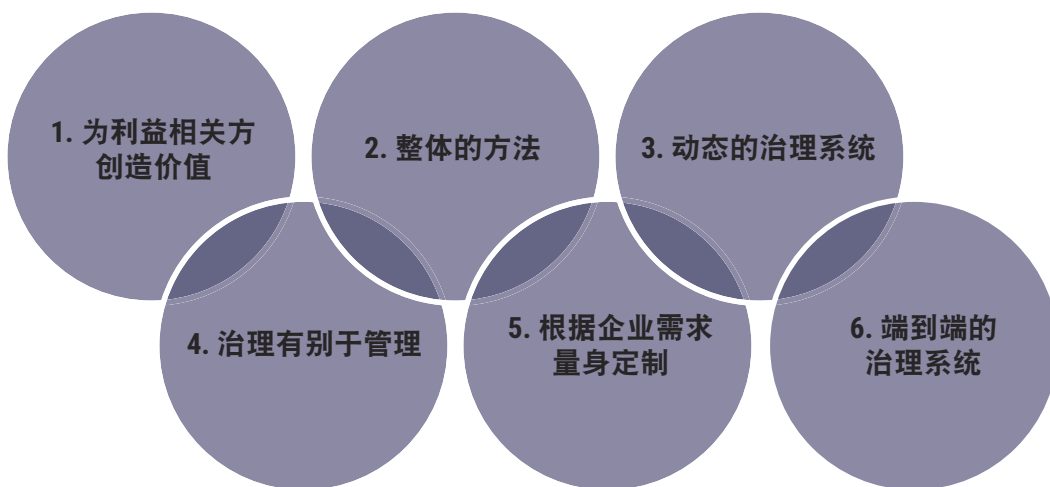 1. 为利益相关方
创造价值
2. 整体的方法
3. 动态的治理系统
4. 治理有别于管理
5. 根据企业需求
量身定制
6. 端到端的
治理系统